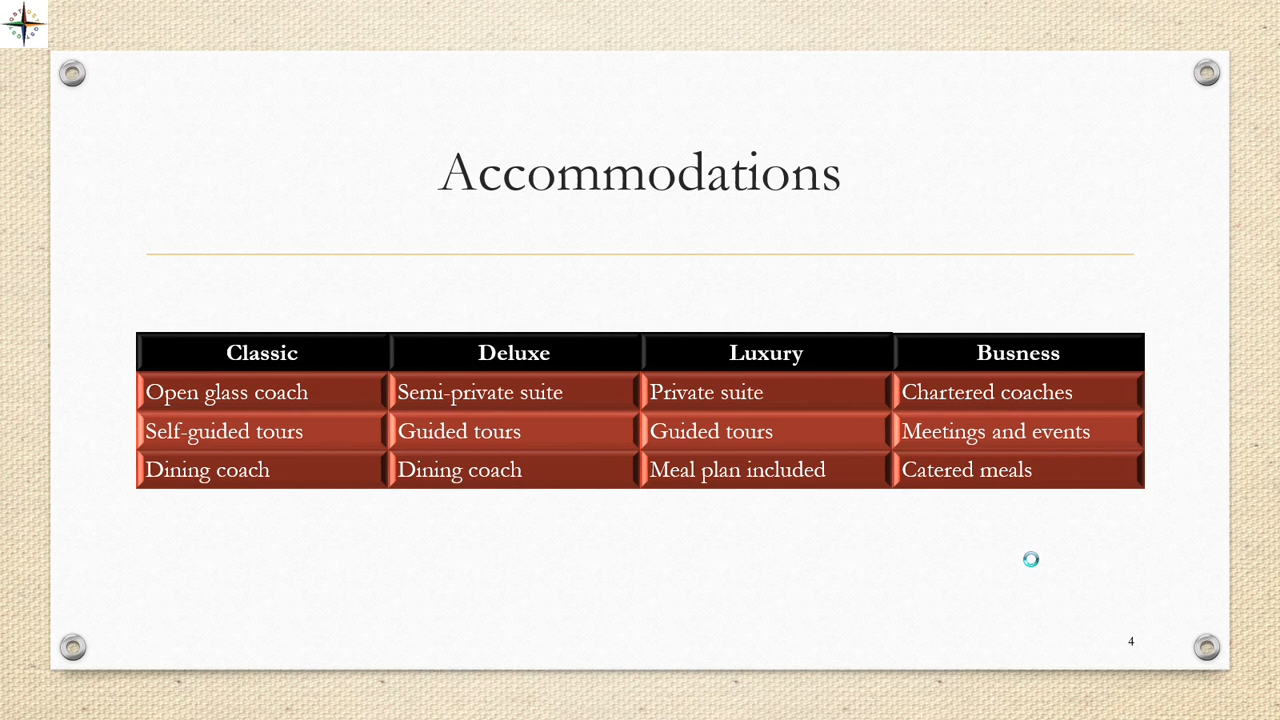 Accommodations
Classic Deluxe Luxury Busness
Open glass coach Semi-private suite Private suite Chartered coaches
Self-guided tours Guided tours Guided tours Meetings and events
Dining coach Dining coach Meal plan included Catered meals
4